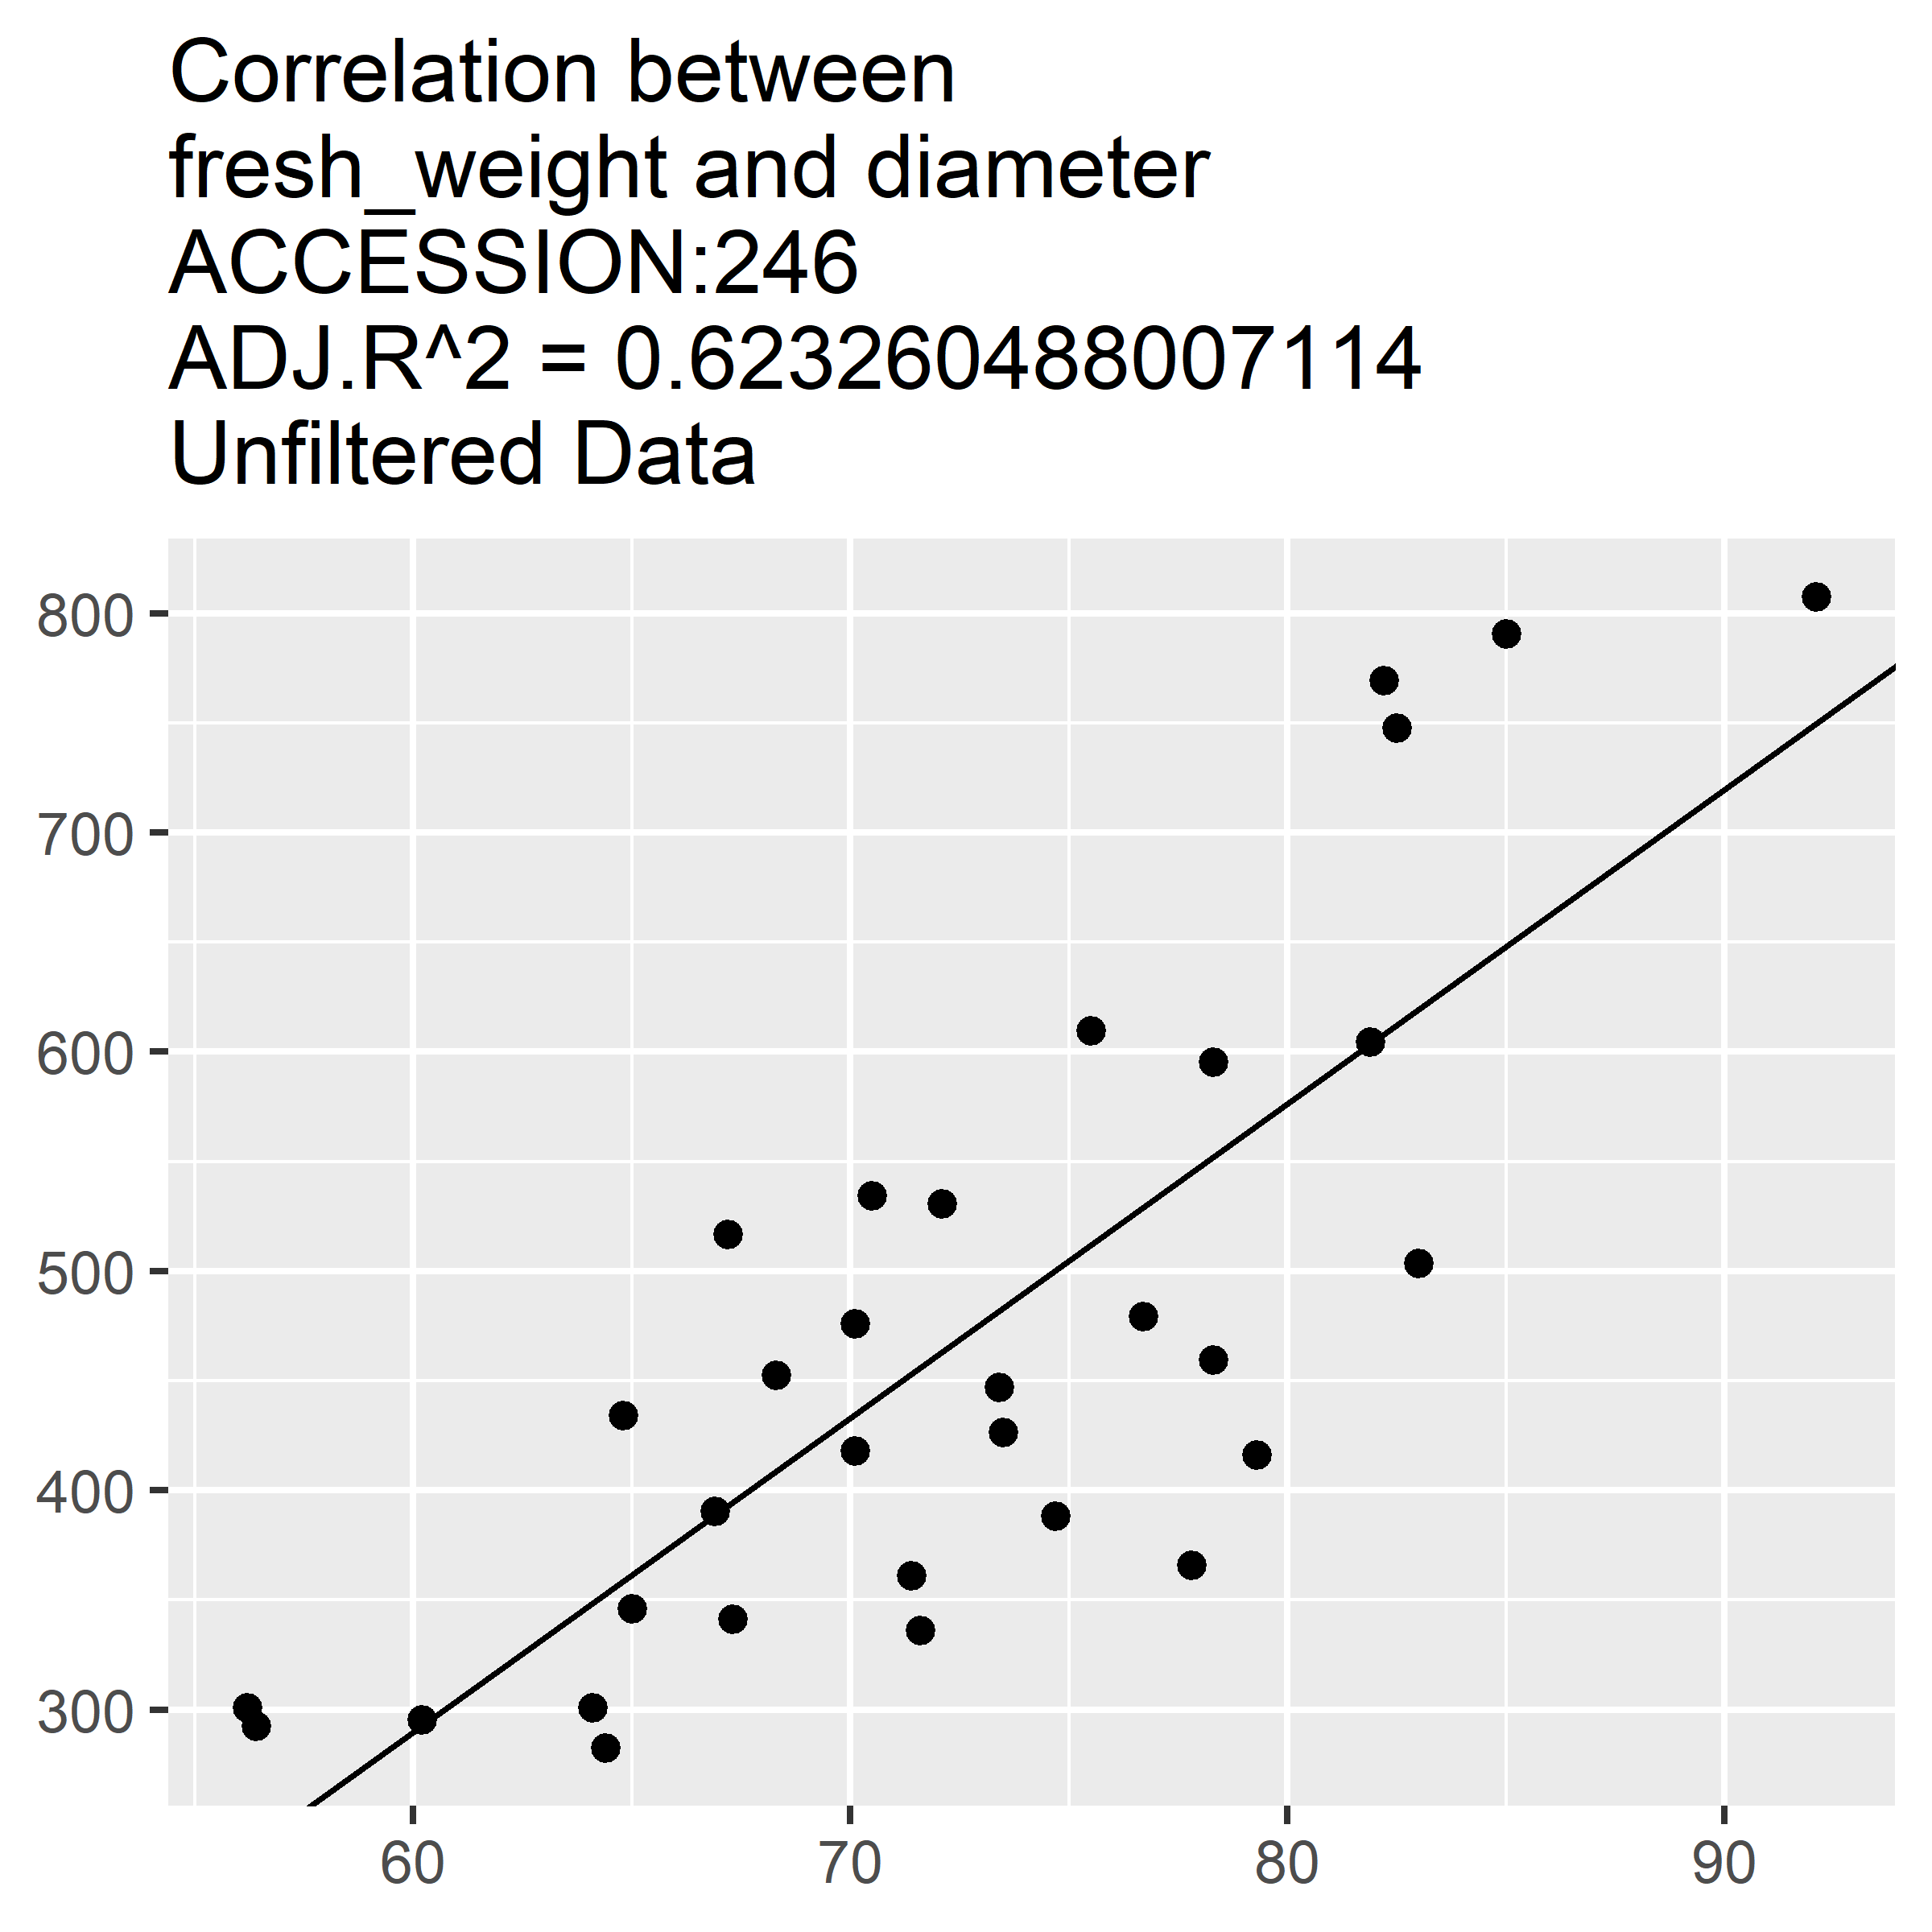 Correlation between
fresh_weight and diameter
ACCESSION:246
ADJ.R^2 = 0.623260488007114
Unfiltered Data
800
700
600
500
400
300
60 70 80 90